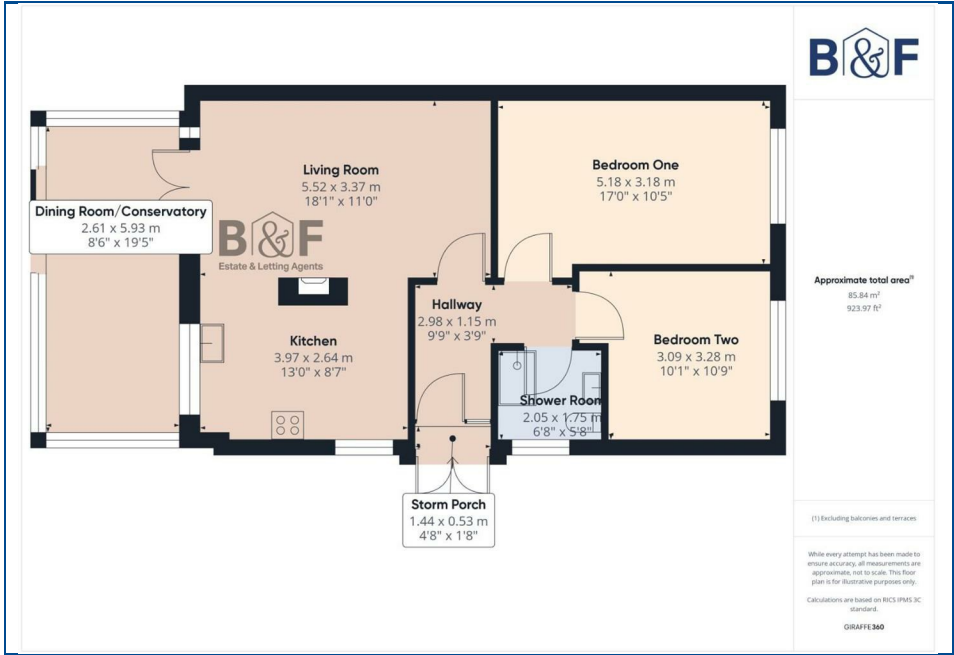 B&F
Living Room
5.52 x 3.37 m
18'1" x 11'0"
Bedroom One
5.18 x 3.18 m
17'0" x 10'5"
Dining Room/Conservatory
2.61 x 5.93 m
8'6" x 19'5"
B&F
Estate & Letting Agents
Hallway
2.98 x 1.15 m
9'9" x 3'9"
Kitchen
3.97 x 2.64 m
13'0" x 8'7"
Bedroom Two
3.09 x 3.28 m
10'1" x 10'9"
Shower Room
2.05 x 1.75 m
6'8" x 5'8"
Storm Porch
1.44 x 0.53 m
4'8" x 1'8"
Approximate total area⁽¹⁾
85.84 m²
923.97 ft²
(1) Excluding balconies and terraces
While every attempt has been made to
ensure accuracy, all measurements are
approximate, not to scale. This floor
plan is for illustrative purposes only.
Calculations are based on RICS IPMS 3C
standard.
GIRAFFE360